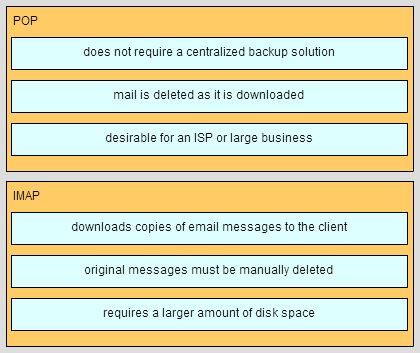 POP
does not require a centralized backup solution
mail is deleted as it is downloaded
desirable for an ISP or large business
IMAP
downloads copies of email messages to the client
original messages must be manually deleted
requires a larger amount of disk space